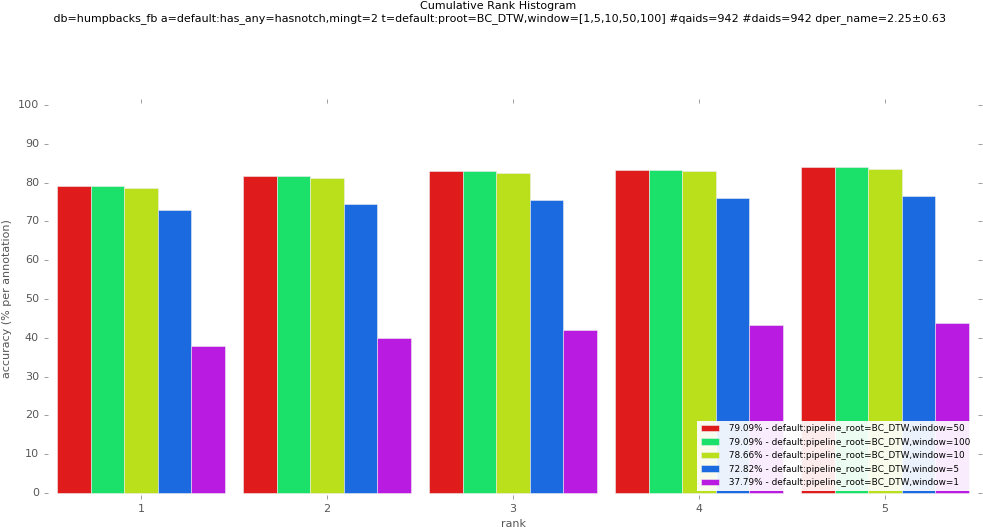 Cumulative Rank Histogram
db=humpbacks_fb a=default:has_any=hasnotch,mingt=2 t=default:proot=BC_DTW,window=[1,5,10,50,100] #qaids=942 #daids=942 dper_name=2.25±0.63
100
90
80
70
60
50
40
30
20
10
0
accuracy (% per annotation)
79.09% - default:pipeline_root=BC_DTW,window=50
79.09% - default:pipeline_root=BC_DTW,window=100
78.66% - default:pipeline_root=BC_DTW,window=10
72.82% - default:pipeline_root=BC_DTW,window=5
37.79% - default:pipeline_root=BC_DTW,window=1
1 2 3 4 5
rank